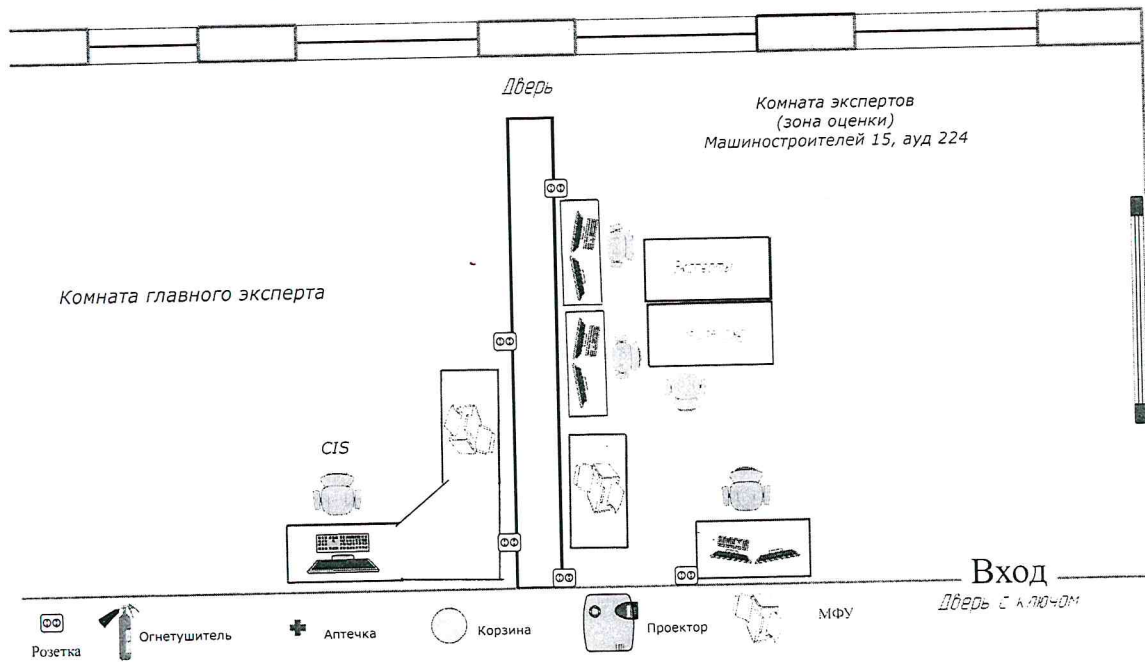 Дверь
Комната экспертов
(зона оценки)
Машиностроителей 15, ауд 224
Комната главного эксперта
Эксперты
CIS
Вход
Дверь с ключом
Розетка
Огнетушитель
Аптечка
Корзина
Проектор
МФУ